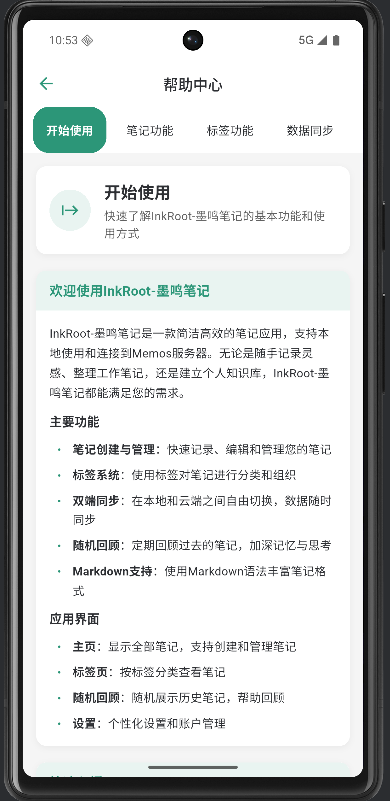 10:53
5G
帮助中心
开始使用
笔记功能
标签功能
数据同步
开始使用
快速了解InkRoot-墨鸣笔记的基本功能和使
用方式
欢迎使用InkRoot-墨鸣笔记
InkRoot-墨鸣笔记是一款简洁高效的笔记应用，支持本
地使用和连接到Memos服务器。无论是随手记录灵
感、整理工作笔记，还是建立个人知识库，InkRoot-墨
鸣笔记都能满足您的需求。
主要功能
• 笔记创建与管理：快速记录、编辑和管理您的笔记
• 标签系统：使用标签对笔记进行分类和组织
• 双端同步：在本地和云端之间自由切换，数据随时
同步
• 随机回顾：定期回顾过去的笔记，加深记忆与思考
• Markdown支持：使用Markdown语法丰富笔记格
式
应用界面
• 主页：显示全部笔记，支持创建和管理笔记
• 标签页：按标签分类查看笔记
• 随机回顾：随机展示历史笔记，帮助回顾
• 设置：个性化设置和账户管理